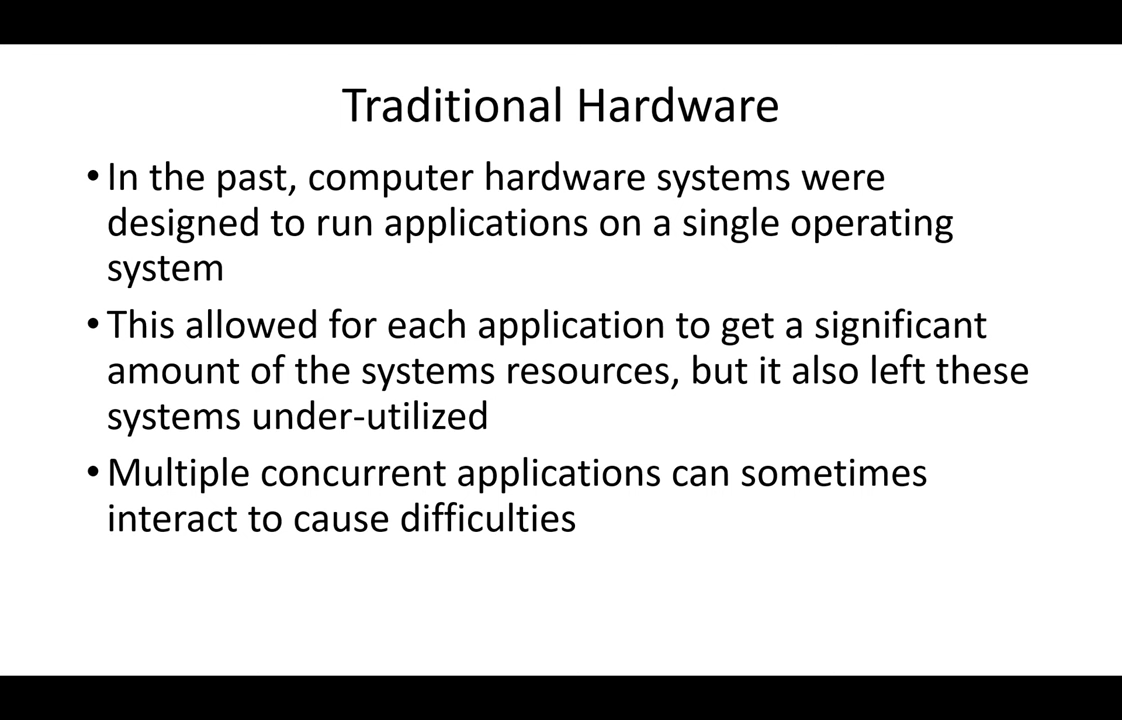 Traditional Hardware
• In the past, computer hardware systems were
designed to run applications on a single operating
system
• This allowed for each application to get a significant
amount of the systems resources, but it also left these
systems under-utilized
• Multiple concurrent applications can sometimes
interact to cause difficulties